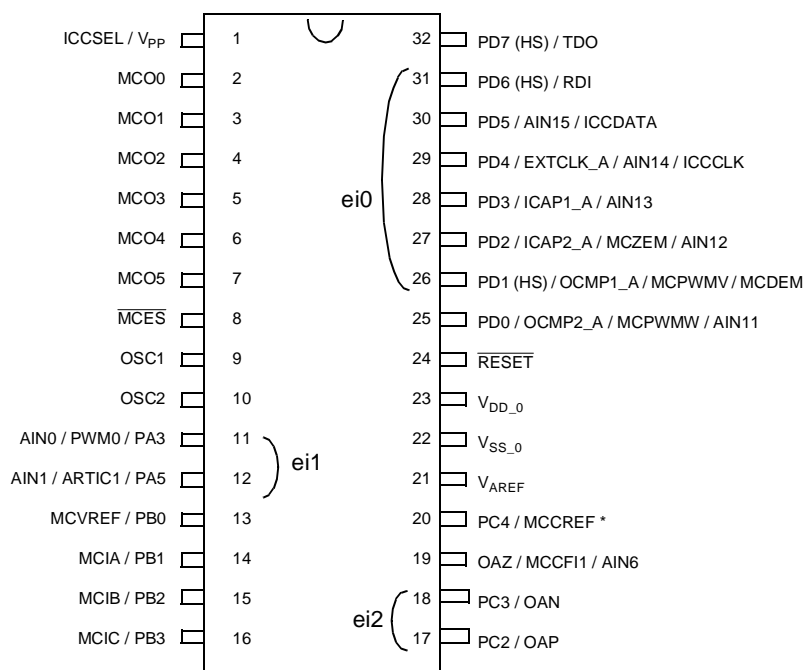 ICCSEL / VPP 1 32 PD7 (HS) / TDO
MCO0 2 31 PD6 (HS) / RDI
MCO1 3 30 PD5 / AIN15 / ICCDATA
MCO2 4 29 PD4 / EXTCLK_A / AIN14 / ICCCLK
MCO3 5 ei0 28 PD3 / ICAP1_A / AIN13
MCO4 6 27 PD2 / ICAP2_A / MCZEM / AIN12
MCO5 7 26 PD1 (HS) / OCMP1_A / MCPWMV / MCDEM
MCES 8 25 PD0 / OCMP2_A / MCPWMW / AIN11
OSC1 9 24 RESET
OSC2 10 23 VDD_0
AIN0 / PWM0 / PA3 11 22 VSS_0
ei1
AIN1 / ARTIC1 / PA5 12 21 VAREF
MCVREF / PB0 13 20 PC4 / MCCREF *
MCIA / PB1 14 19 OAZ / MCCFI1 / AIN6
MCIB / PB2 15 18 PC3 / OAN
ei2
MCIC / PB3 16 17 PC2 / OAP